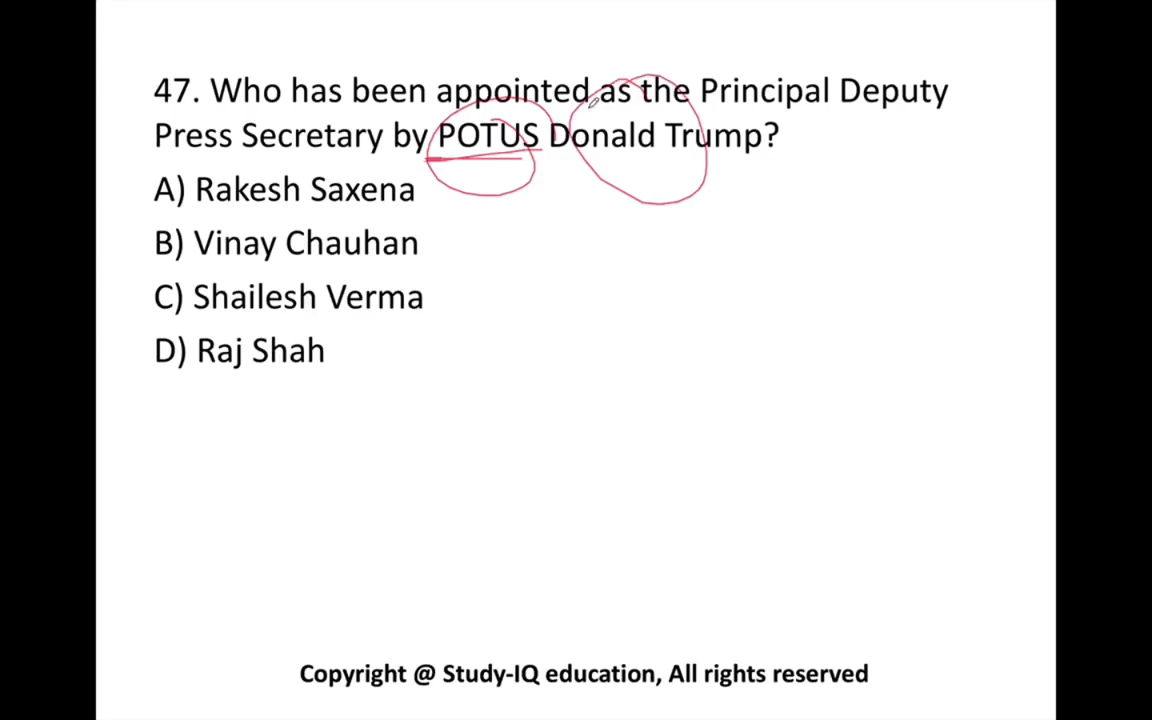 47. Who has been appointed as the Principal Deputy
Press Secretary by POTUS Donald Trump?
A) Rakesh Saxena
B) Vinay Chauhan
C) Shailesh Verma
D) Raj Shah
Copyright @ Study-IQ education, All rights reserved